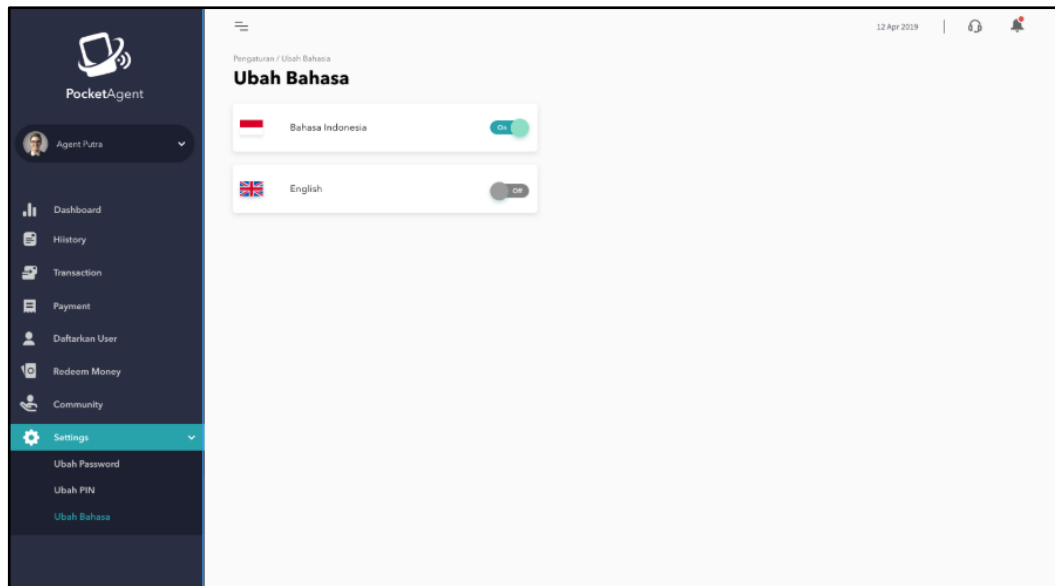 PocketAgent
Agent Putra
Dashboard
Hiistory
Transaction
Payment
Daftarkan User
Redeem Money
Community
Settings
Ubah Password
Ubah PIN
Ubah Bahasa
12 Apr 2019
Pengaturan / Ubah Bahasa
Ubah Bahasa
Bahasa Indonesia
On
English
Off